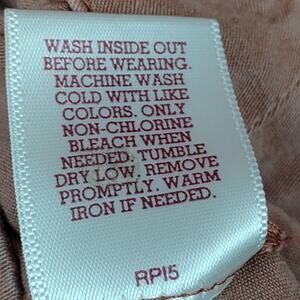 WASH INSIDE OUT
BEFORE WEARING.
MACHINE WASH
COLD WITH LIKE
COLORS. ONLY
NON-CHLORINE
BLEACH WHEN
NEEDED. TUMBLE
DRY LOW. REMOVE
PROMPTLY. WARM
IRON IF NEEDED.
RP15